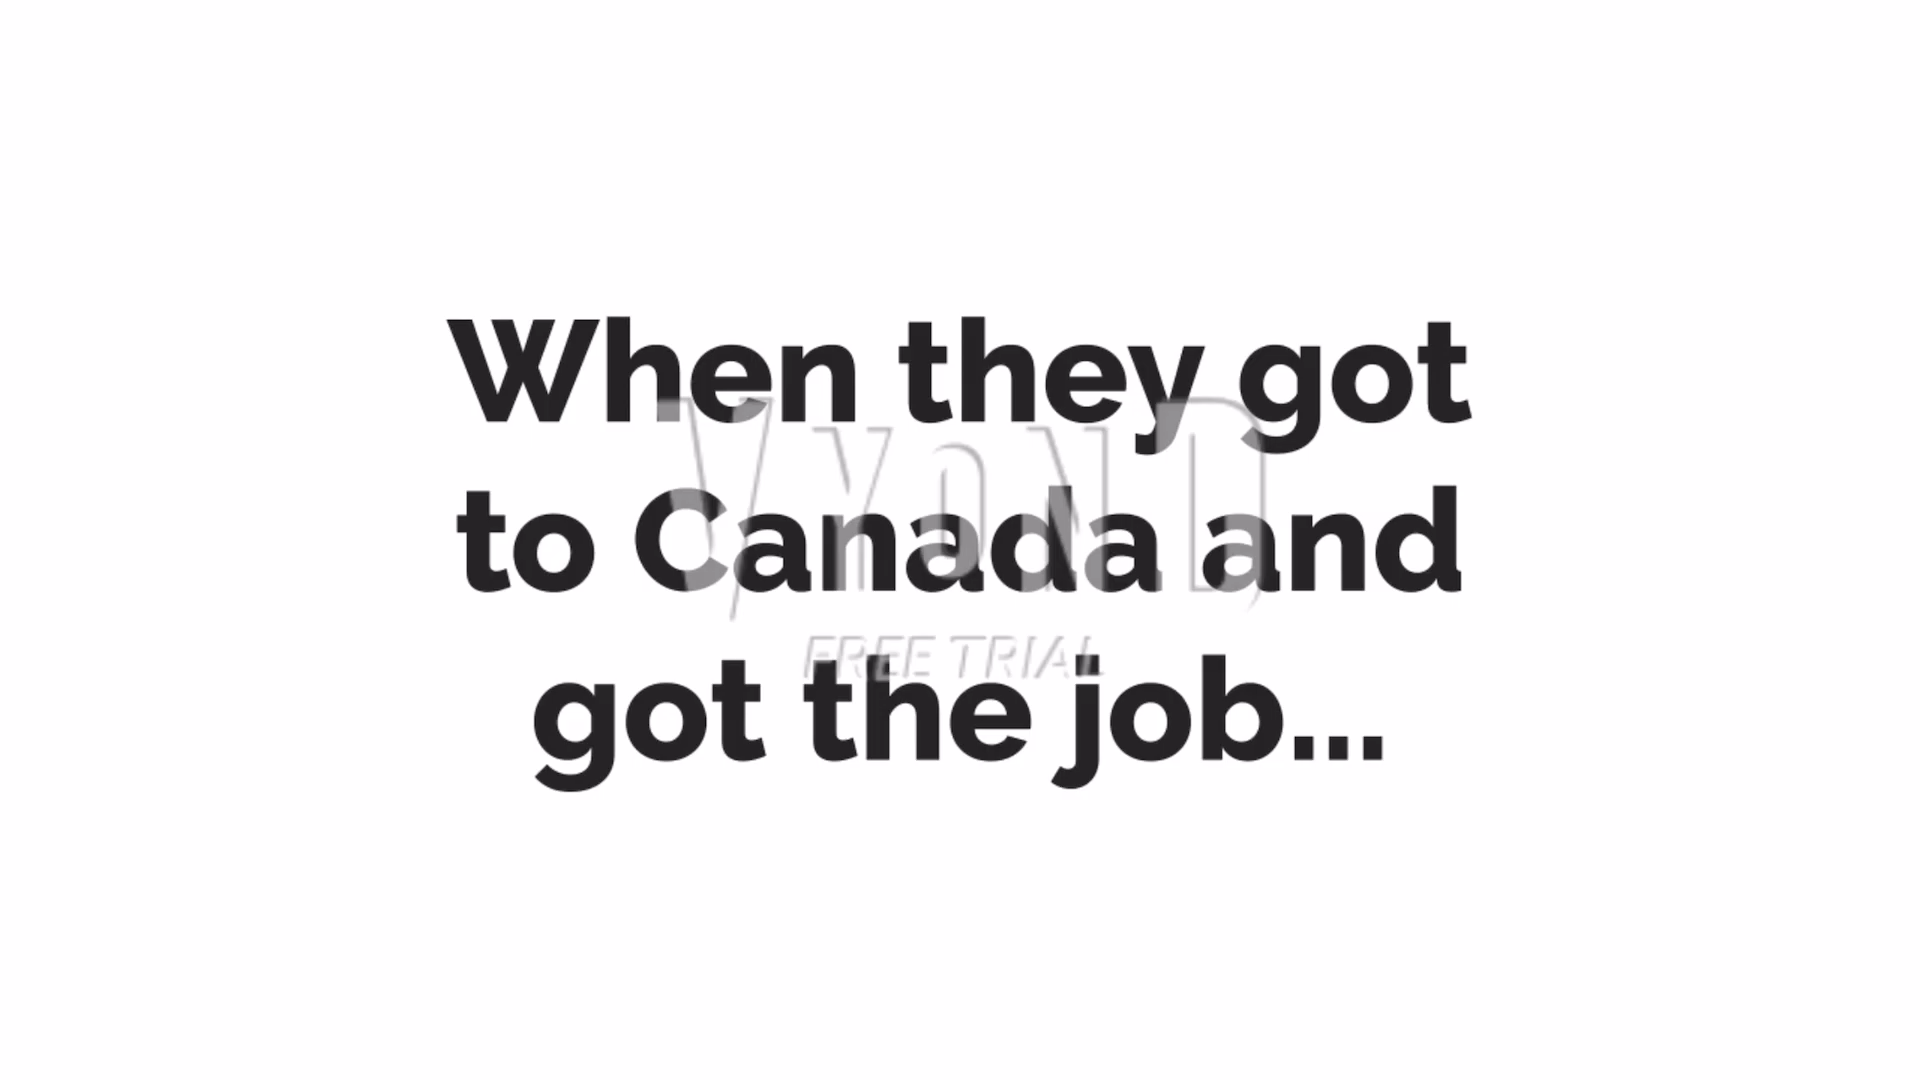 When they got
to Canada and
got the job...
VYOND
FREE TRIAL